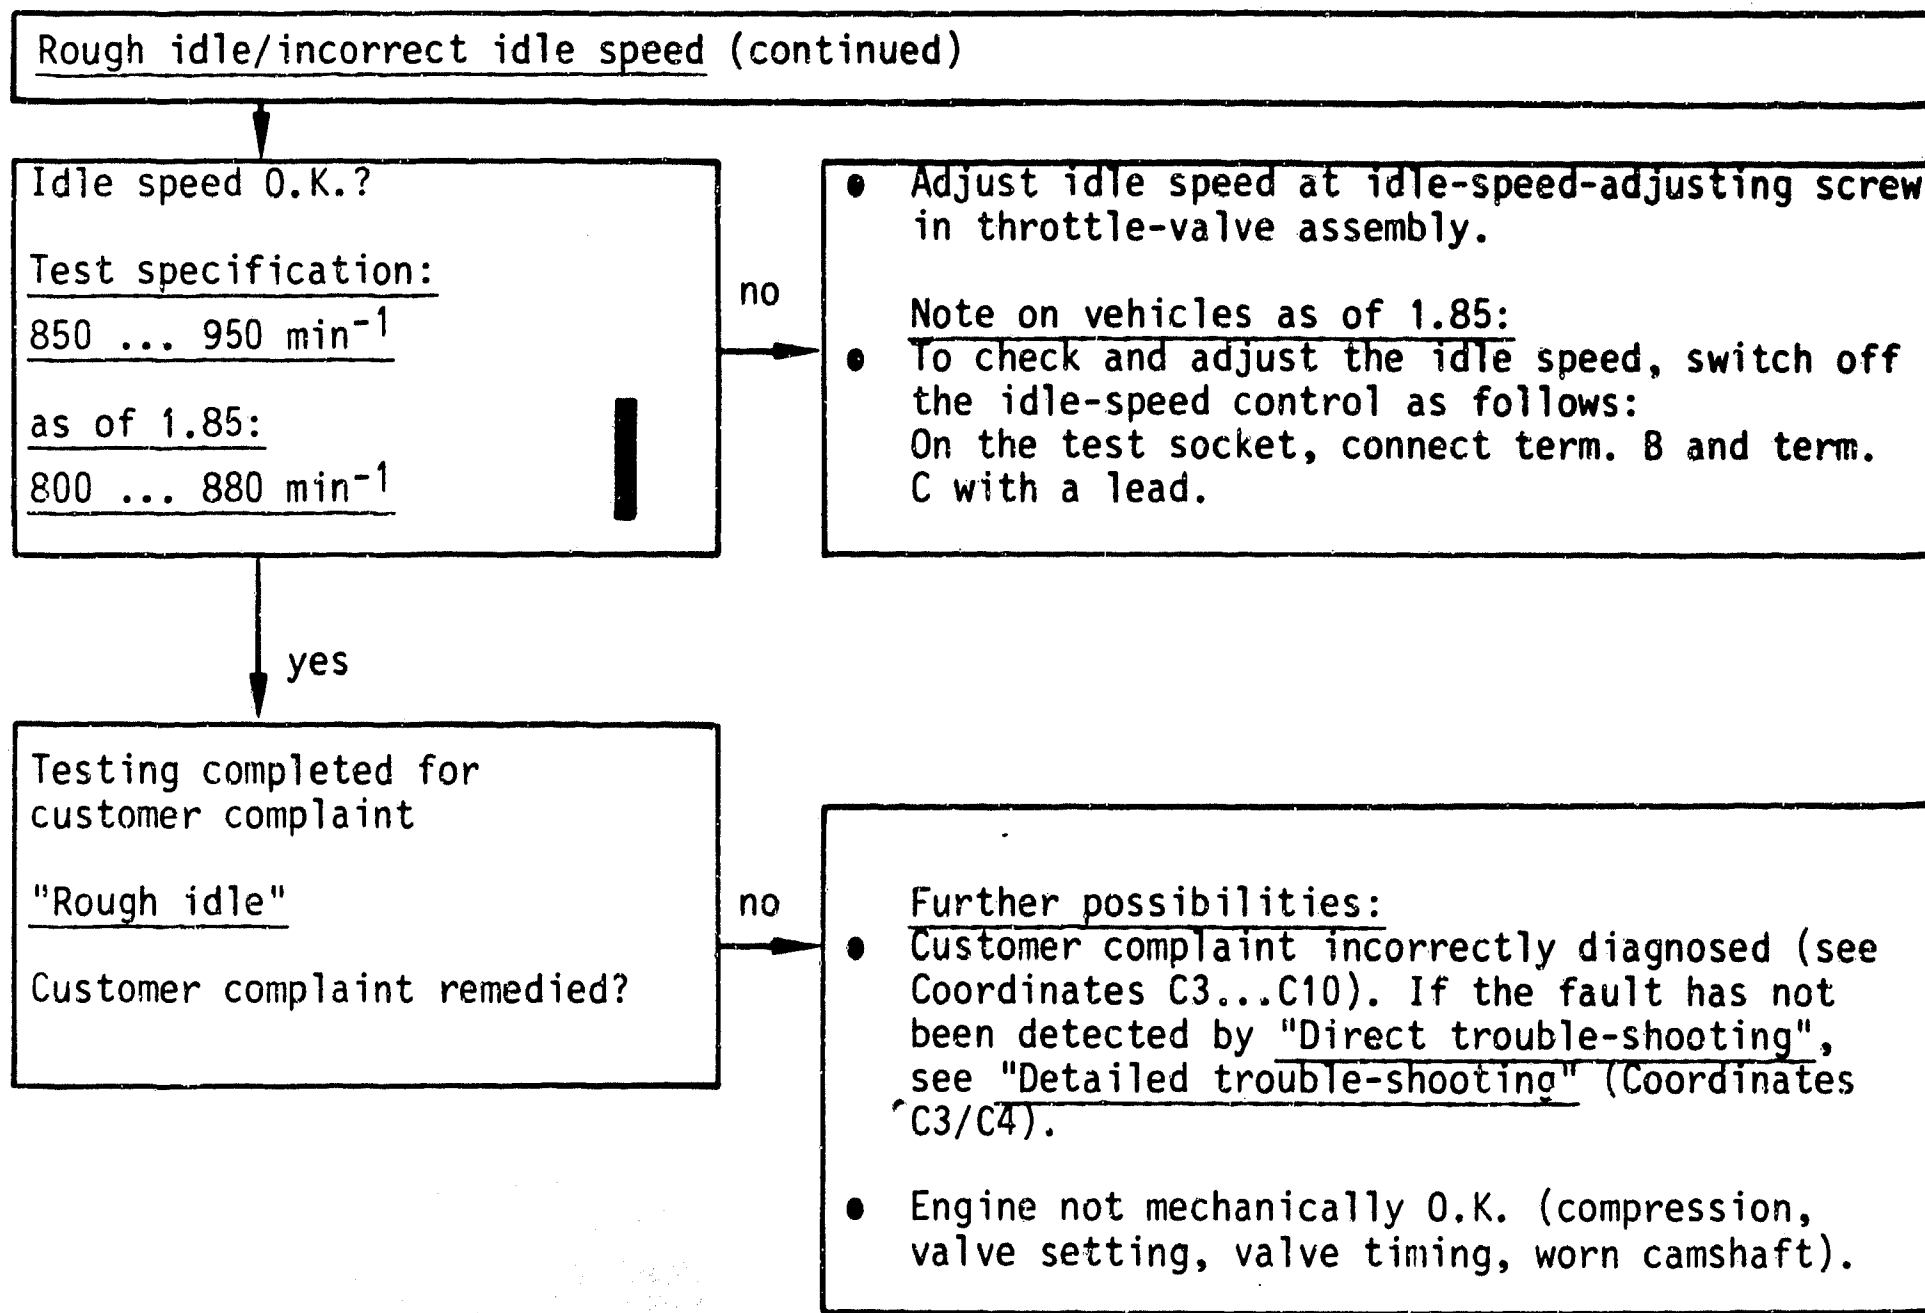 Rough idle/incorrect idle speed (continued)
Idle speed O.K.?
Test specification:
850 ... 950 min⁻¹
as of 1.85:
800 ... 880 min⁻¹
no
● Adjust idle speed at idle-speed-adjusting screw
in throttle-valve assembly.
Note on vehicles as of 1.85:
● To check and adjust the idle speed, switch off
the idle-speed control as follows:
On the test socket, connect term. B and term.
C with a lead.
yes
Testing completed for
customer complaint
"Rough idle"
Customer complaint remedied?
no
Further possibilities:
● Customer complaint incorrectly diagnosed (see
Coordinates C3...C10). If the fault has not
been detected by "Direct trouble-shooting",
see "Detailed trouble-shooting" (Coordinates
C3/C4).
● Engine not mechanically O.K. (compression,
valve setting, valve timing, worn camshaft).